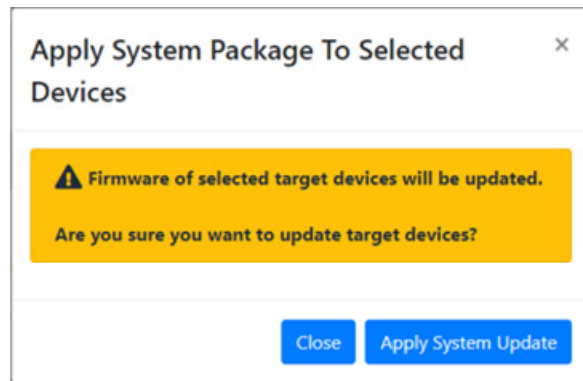 Apply System Package To Selected
Devices
×
Firmware of selected target devices will be updated.
Are you sure you want to update target devices?
Close
Apply System Update